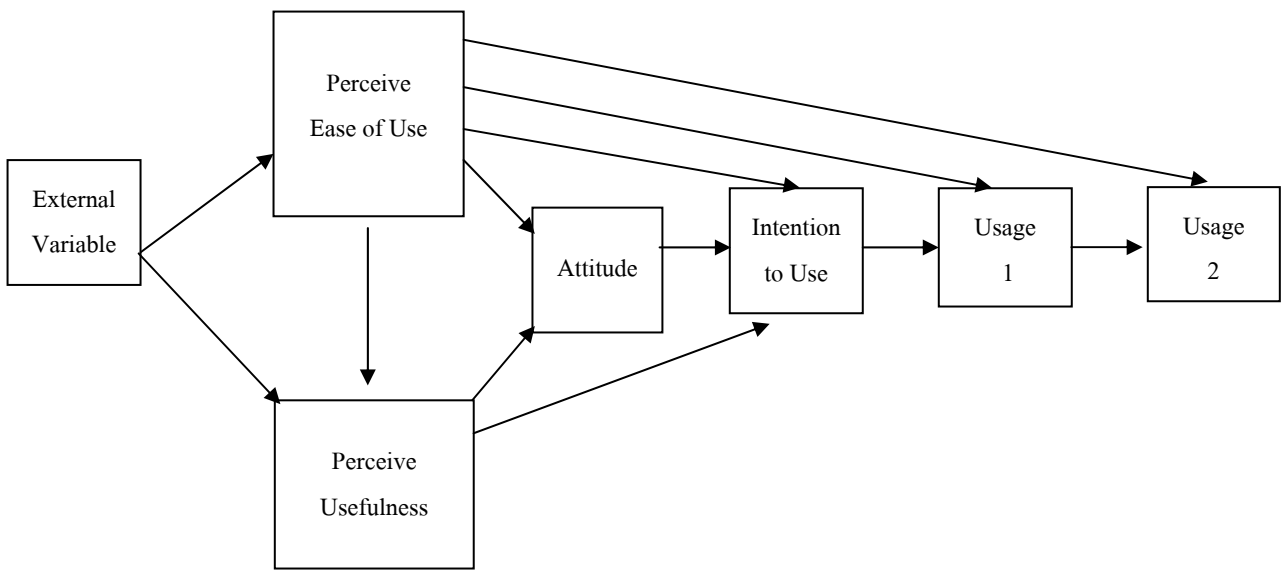 Perceive
Ease of Use
External
Variable
Attitude
Intention
to Use
Usage
1
Usage
2
Perceive
Usefulness